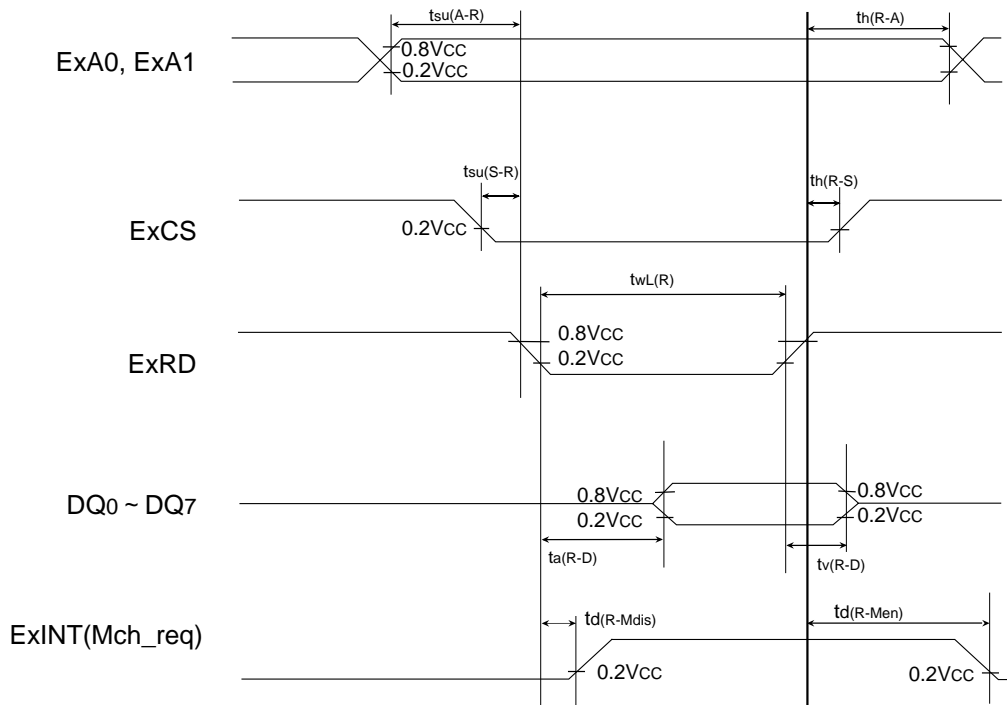 tsu(A-R)
th(R-A)
ExA0, ExA1
0.8VCC
0.2VCC
tsu(S-R)
th(R-S)
ExCS
0.2VCC
twL(R)
ExRD
0.8VCC
0.2VCC
DQ0 ~ DQ7
0.8VCC
0.2VCC
0.8VCC
0.2VCC
ta(R-D)
tv(R-D)
ExINT(Mch_req)
td(R-Mdis)
td(R-Men)
0.2VCC
0.2VCC